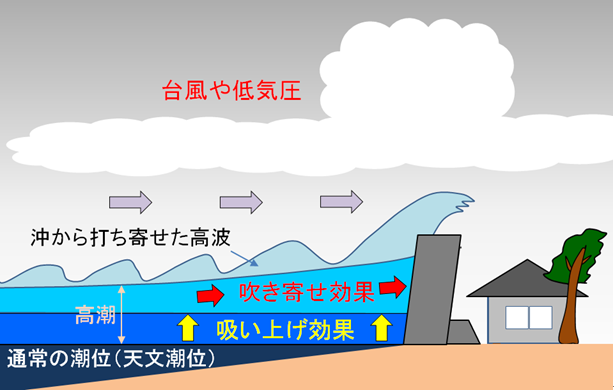 台風や低気圧
沖から打ち寄せた高波
吹き寄せ効果
高潮
吸い上げ効果
通常の潮位(天文潮位)